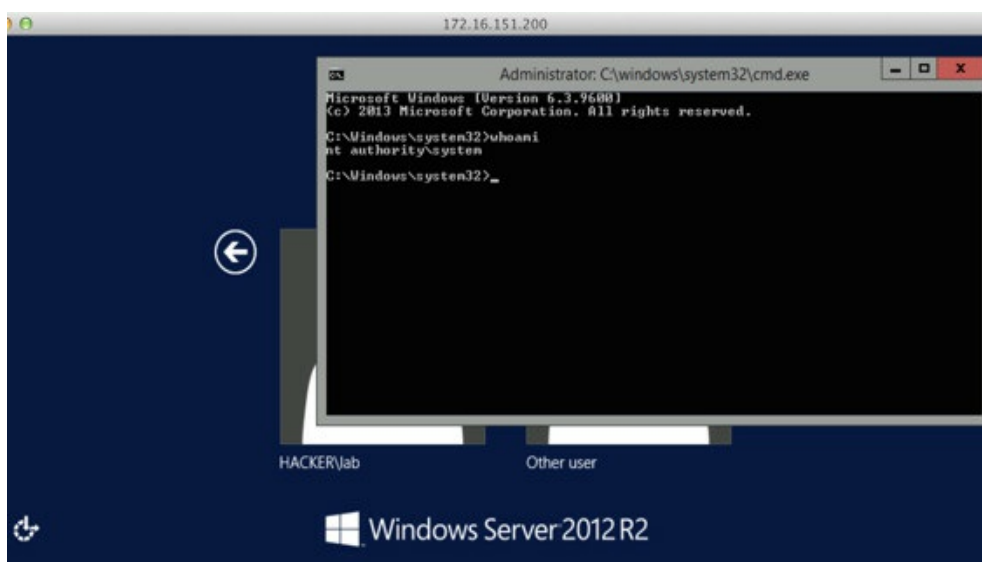 172.16.151.200
Administrator: C:\windows\system32\cmd.exe
Microsoft Windows [Version 6.3.9600]
(c) 2013 Microsoft Corporation. All rights reserved.
C:\Windows\system32>whoami
nt authority\system
C:\Windows\system32>_
HACKER\lab
Other user
Windows Server 2012 R2